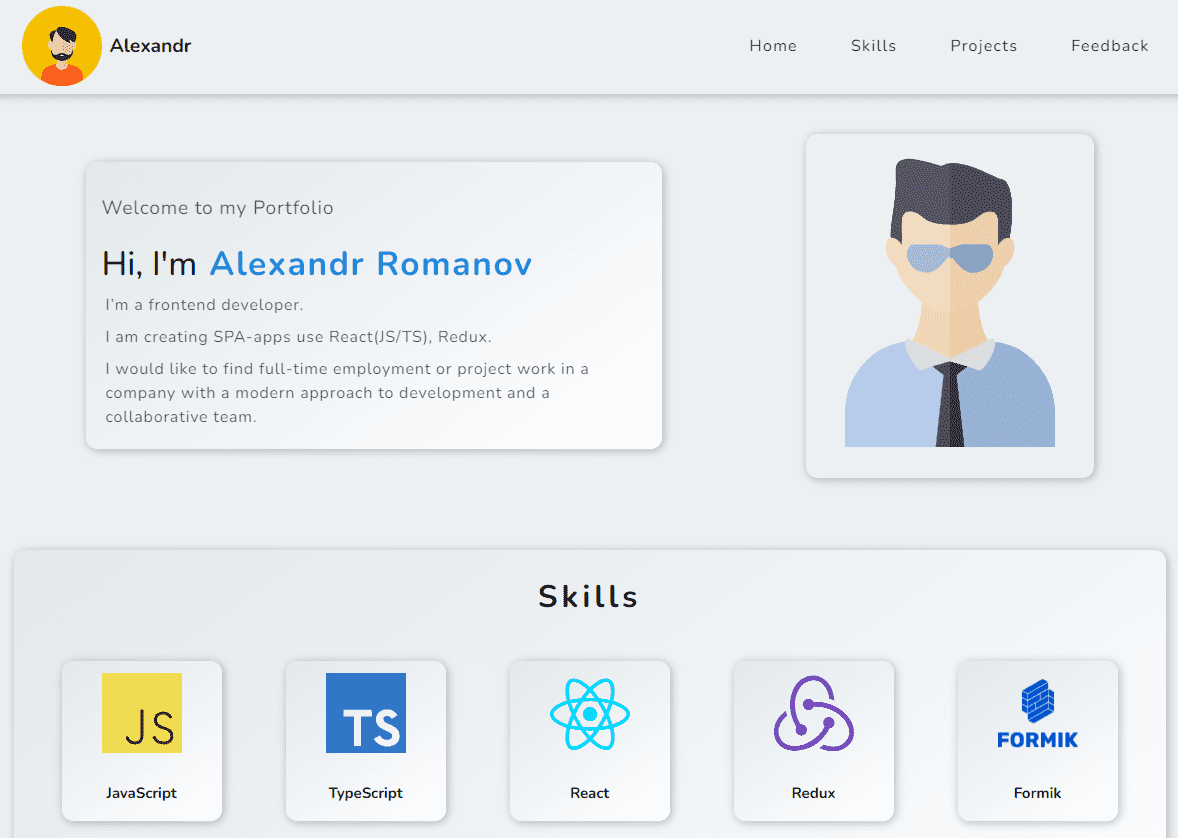 Alexandr
Home
Skills
Projects
Feedback
Welcome to my Portfolio
Hi, I'm Alexandr Romanov
I'm a frontend developer.
I am creating SPA-apps use React(JS/TS), Redux.
I would like to find full-time employment or project work in a
company with a modern approach to development and a
collaborative team.
Skills
JS
TS
FORMIK
JavaScript
TypeScript
React
Redux
Formik